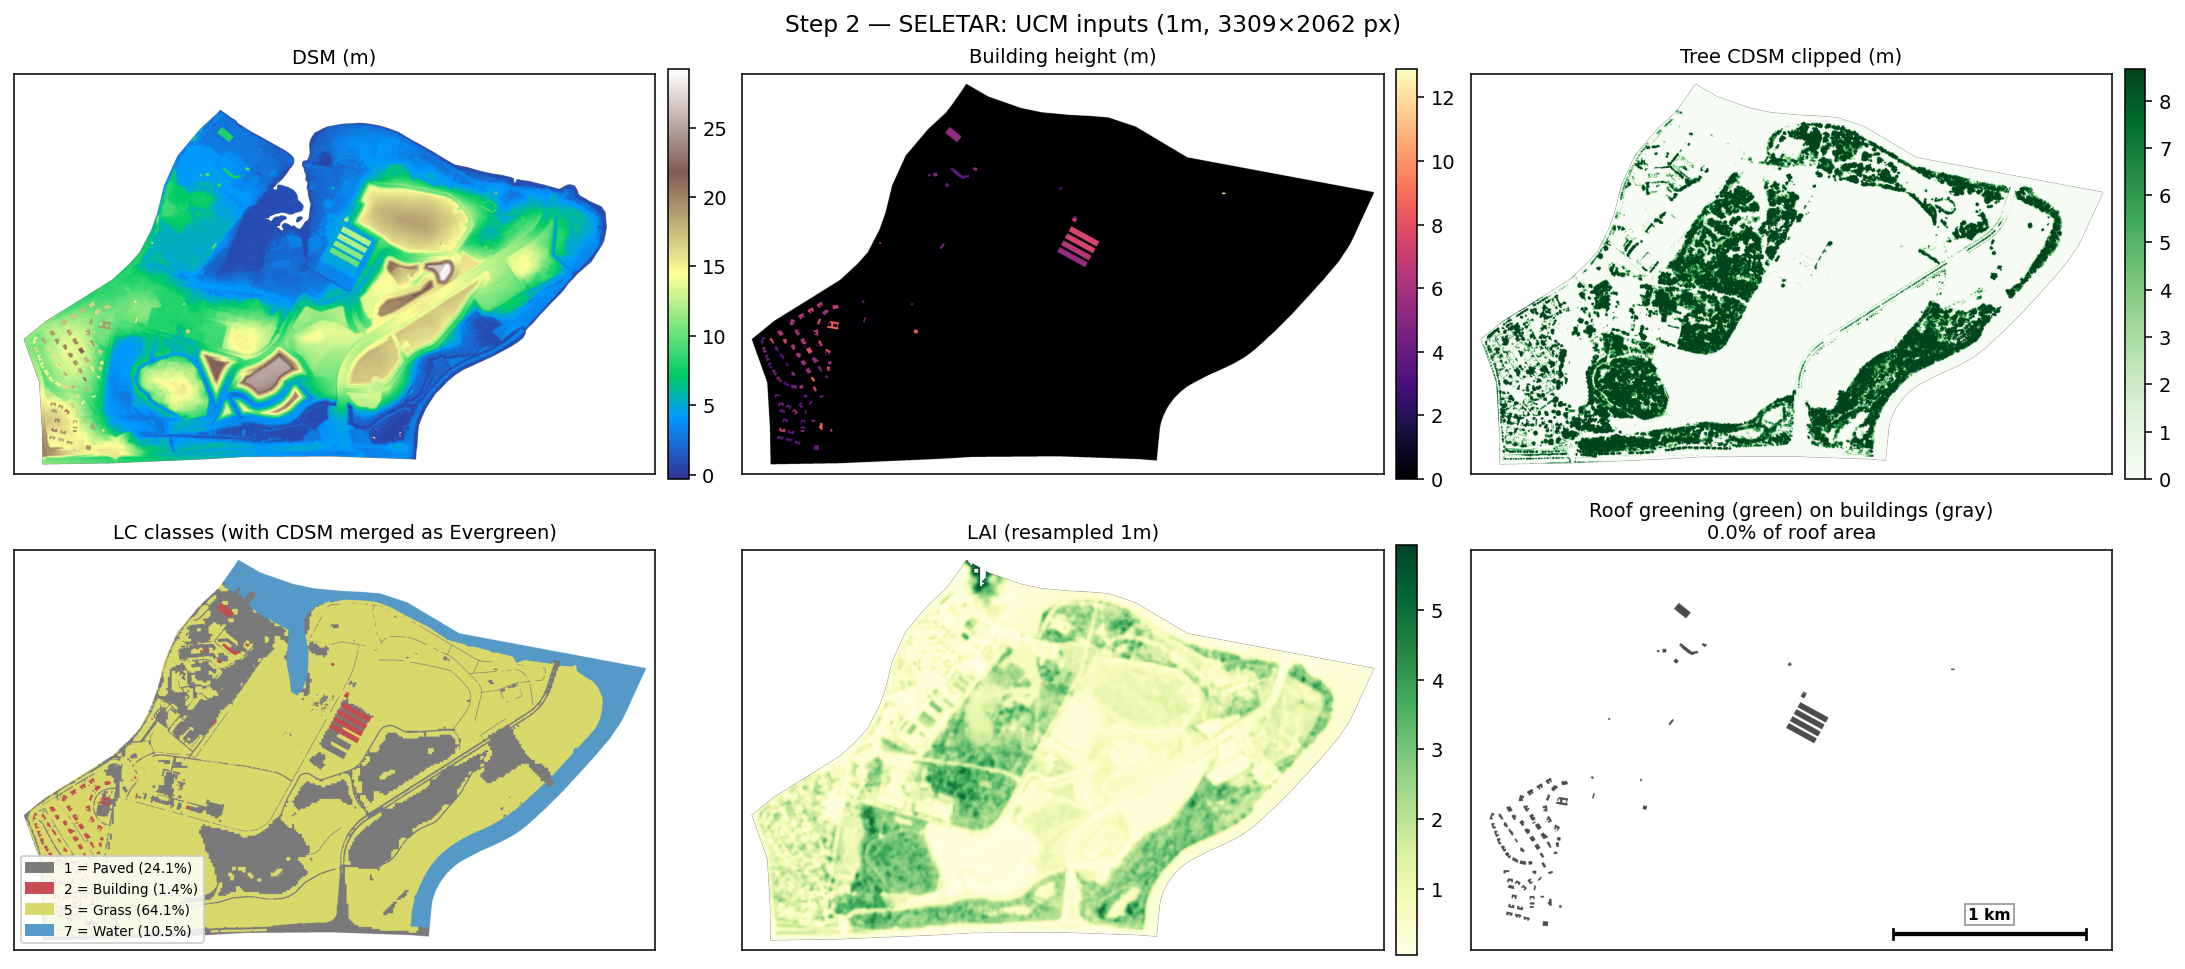 Step 2 — SELETAR: UCM inputs (1m, 3309×2062 px)
DSM (m)
25
20
15
10
5
0
Building height (m)
12
10
8
6
4
2
0
Tree CDSM clipped (m)
8
7
6
5
4
3
2
1
0
LC classes (with CDSM merged as Evergreen)
1 = Paved (24.1%)
2 = Building (1.4%)
5 = Grass (64.1%)
7 = Water (10.5%)
LAI (resampled 1m)
5
4
3
2
1
Roof greening (green) on buildings (gray)
0.0% of roof area
1 km